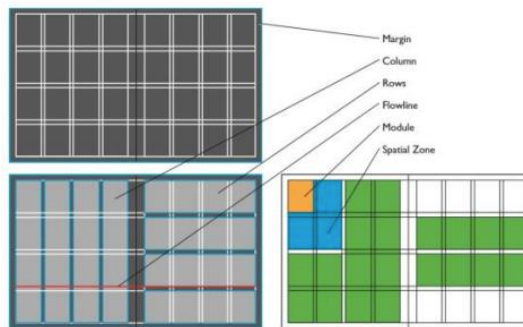 Margin
Column
Rows
Flowline
Module
Spatial Zone